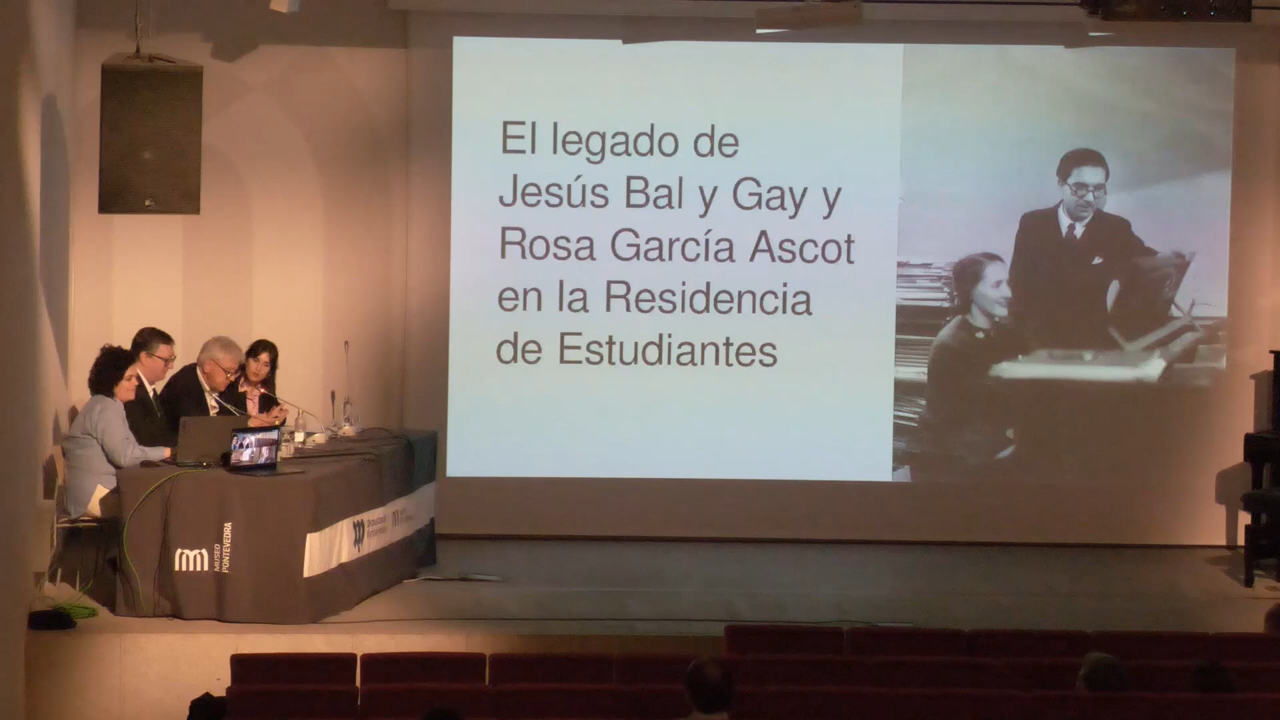 El legado de
Jesús Bal y Gay y
Rosa García Ascot
en la Residencia
de Estudiantes
MUSEO
PONTEVEDRA